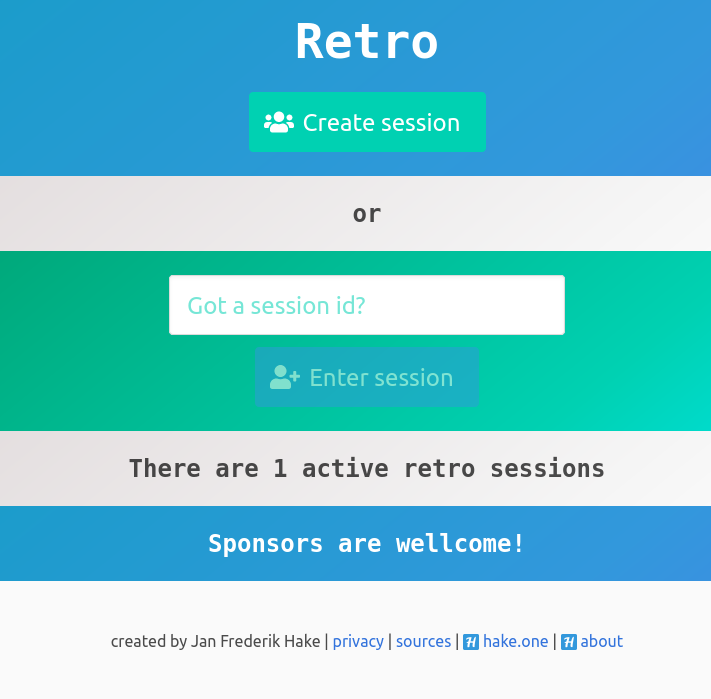 Retro
Create session
or
Got a session id?
Enter session
There are 1 active retro sessions
Sponsors are wellcome!
created by Jan Frederik Hake | privacy | sources | H hake.one | H about